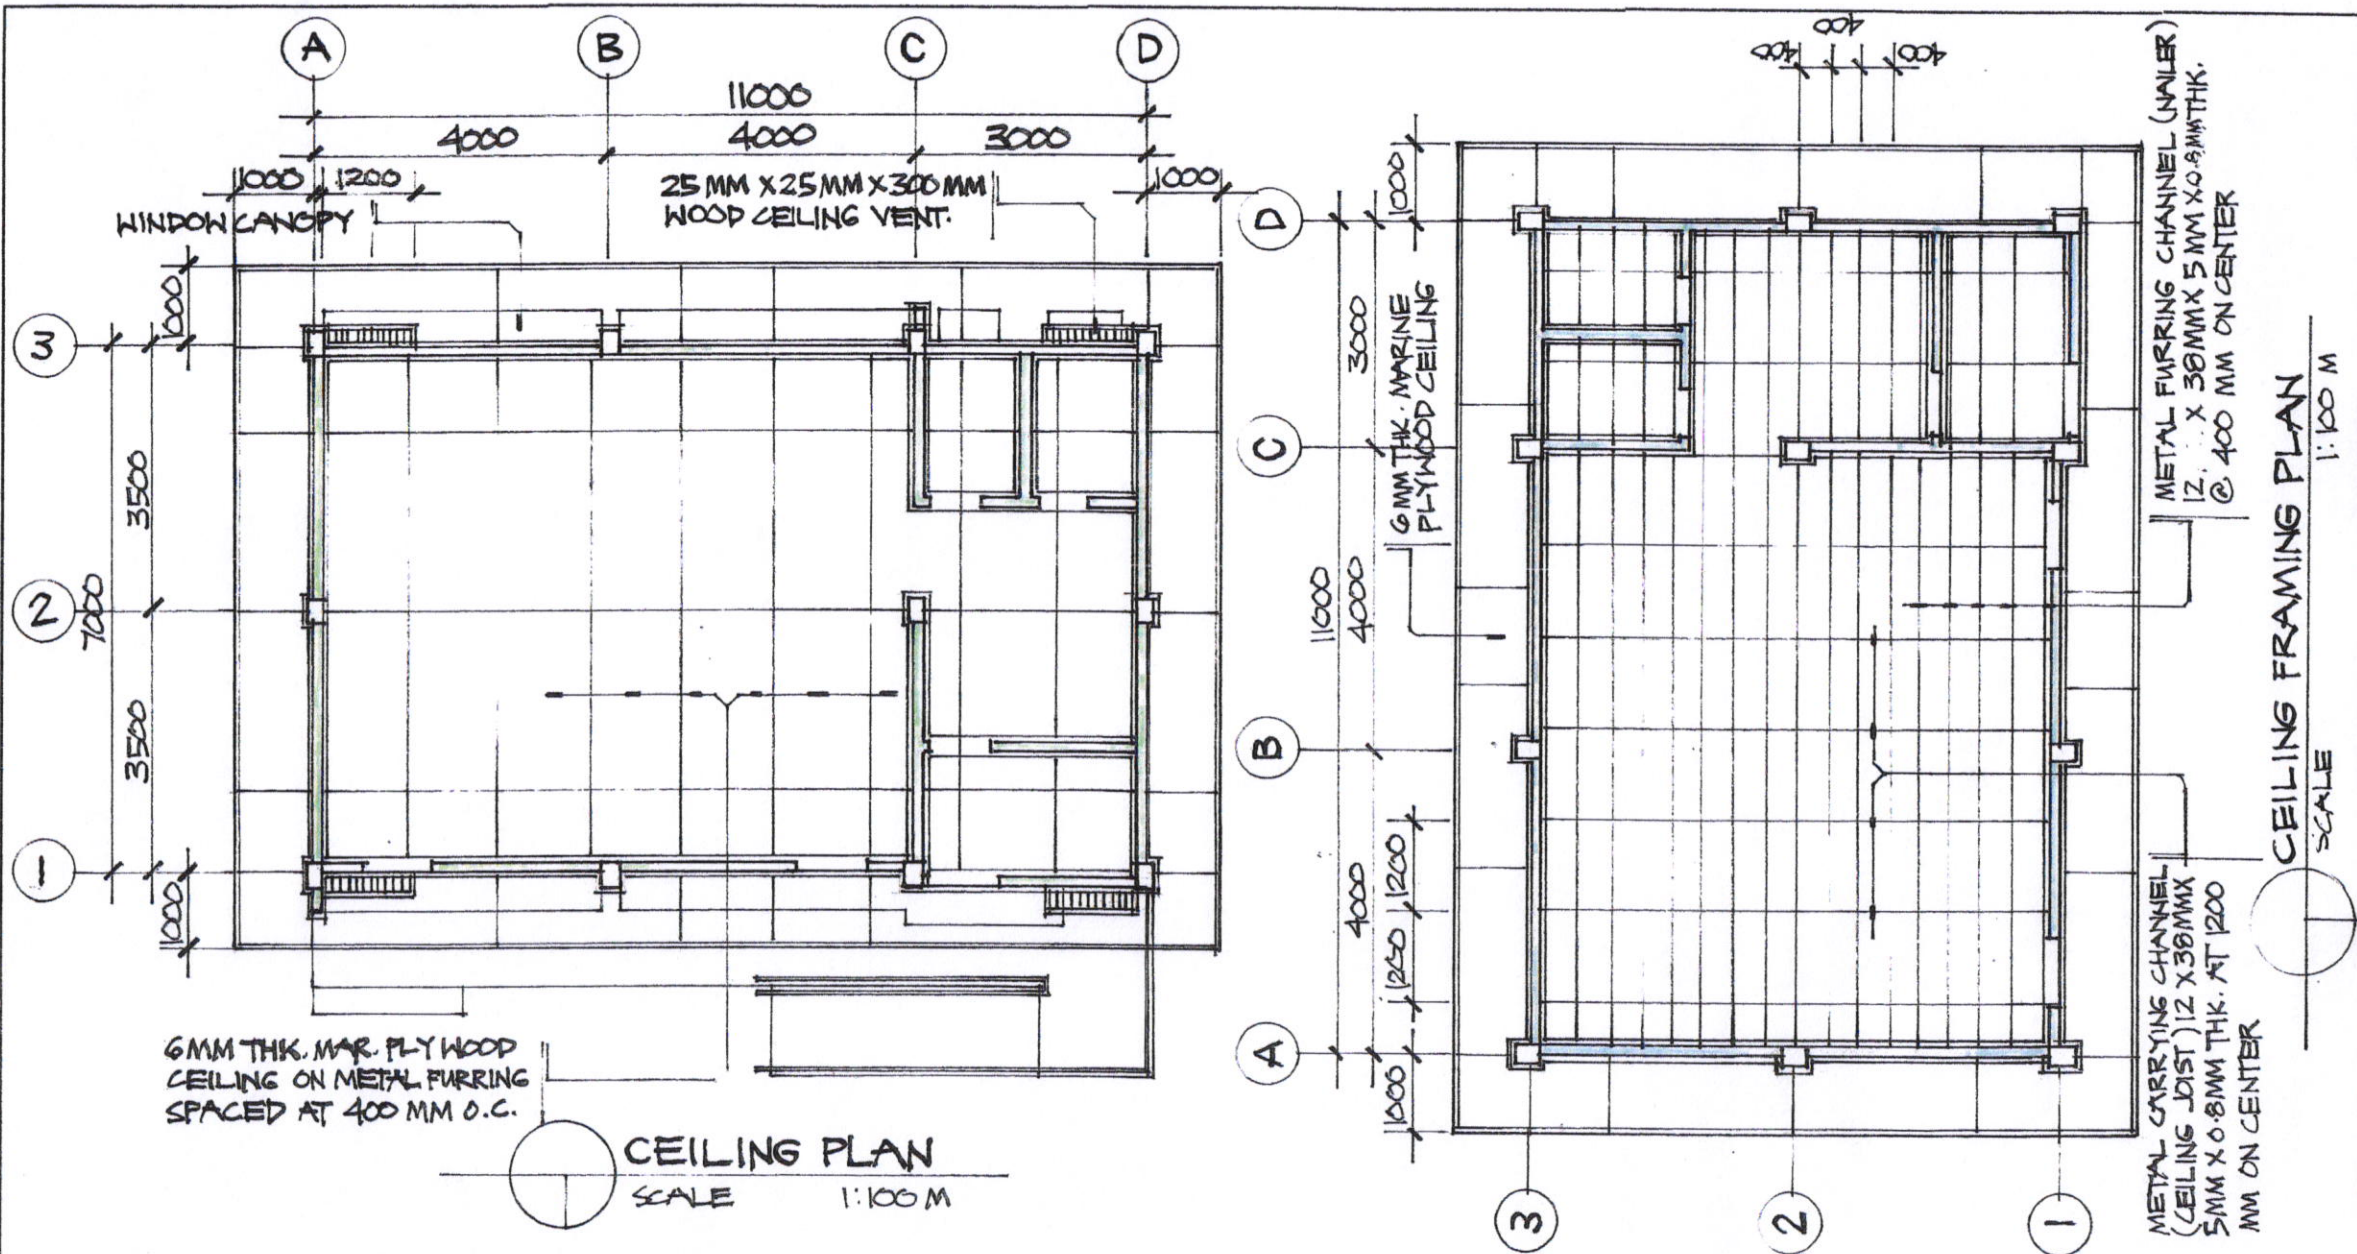 A
B
C
D
11000
4000
4000
3000
1000
1200
1000
WINDOW CANOPY
25 MM X 25 MM X 300 MM
WOOD CEILING VENT.
3
2
1
1000
3500
7000
3500
1000
6MM THK. MAR. PLYWOOD
CEILING ON METAL FURRING
SPACED AT 400 MM O.C.
CEILING PLAN
SCALE 1:100 M
400
400
400
D
C
B
A
1000
3000
4000
11000
4000
1200
1000
6MM THK. MARINE
PLYWOOD CEILING
METAL FURRING CHANNEL (NAILER)
12 X 38MM X 5 MM X 0.8MM THK.
@ 400 MM ON CENTER
METAL CARRYING CHANNEL
(CEILING JOIST) 12 X 38MM X
5MM X 0.8MM THK. AT 1200
MM ON CENTER
3
2
1
CEILING FRAMING PLAN
SCALE 1:100 M